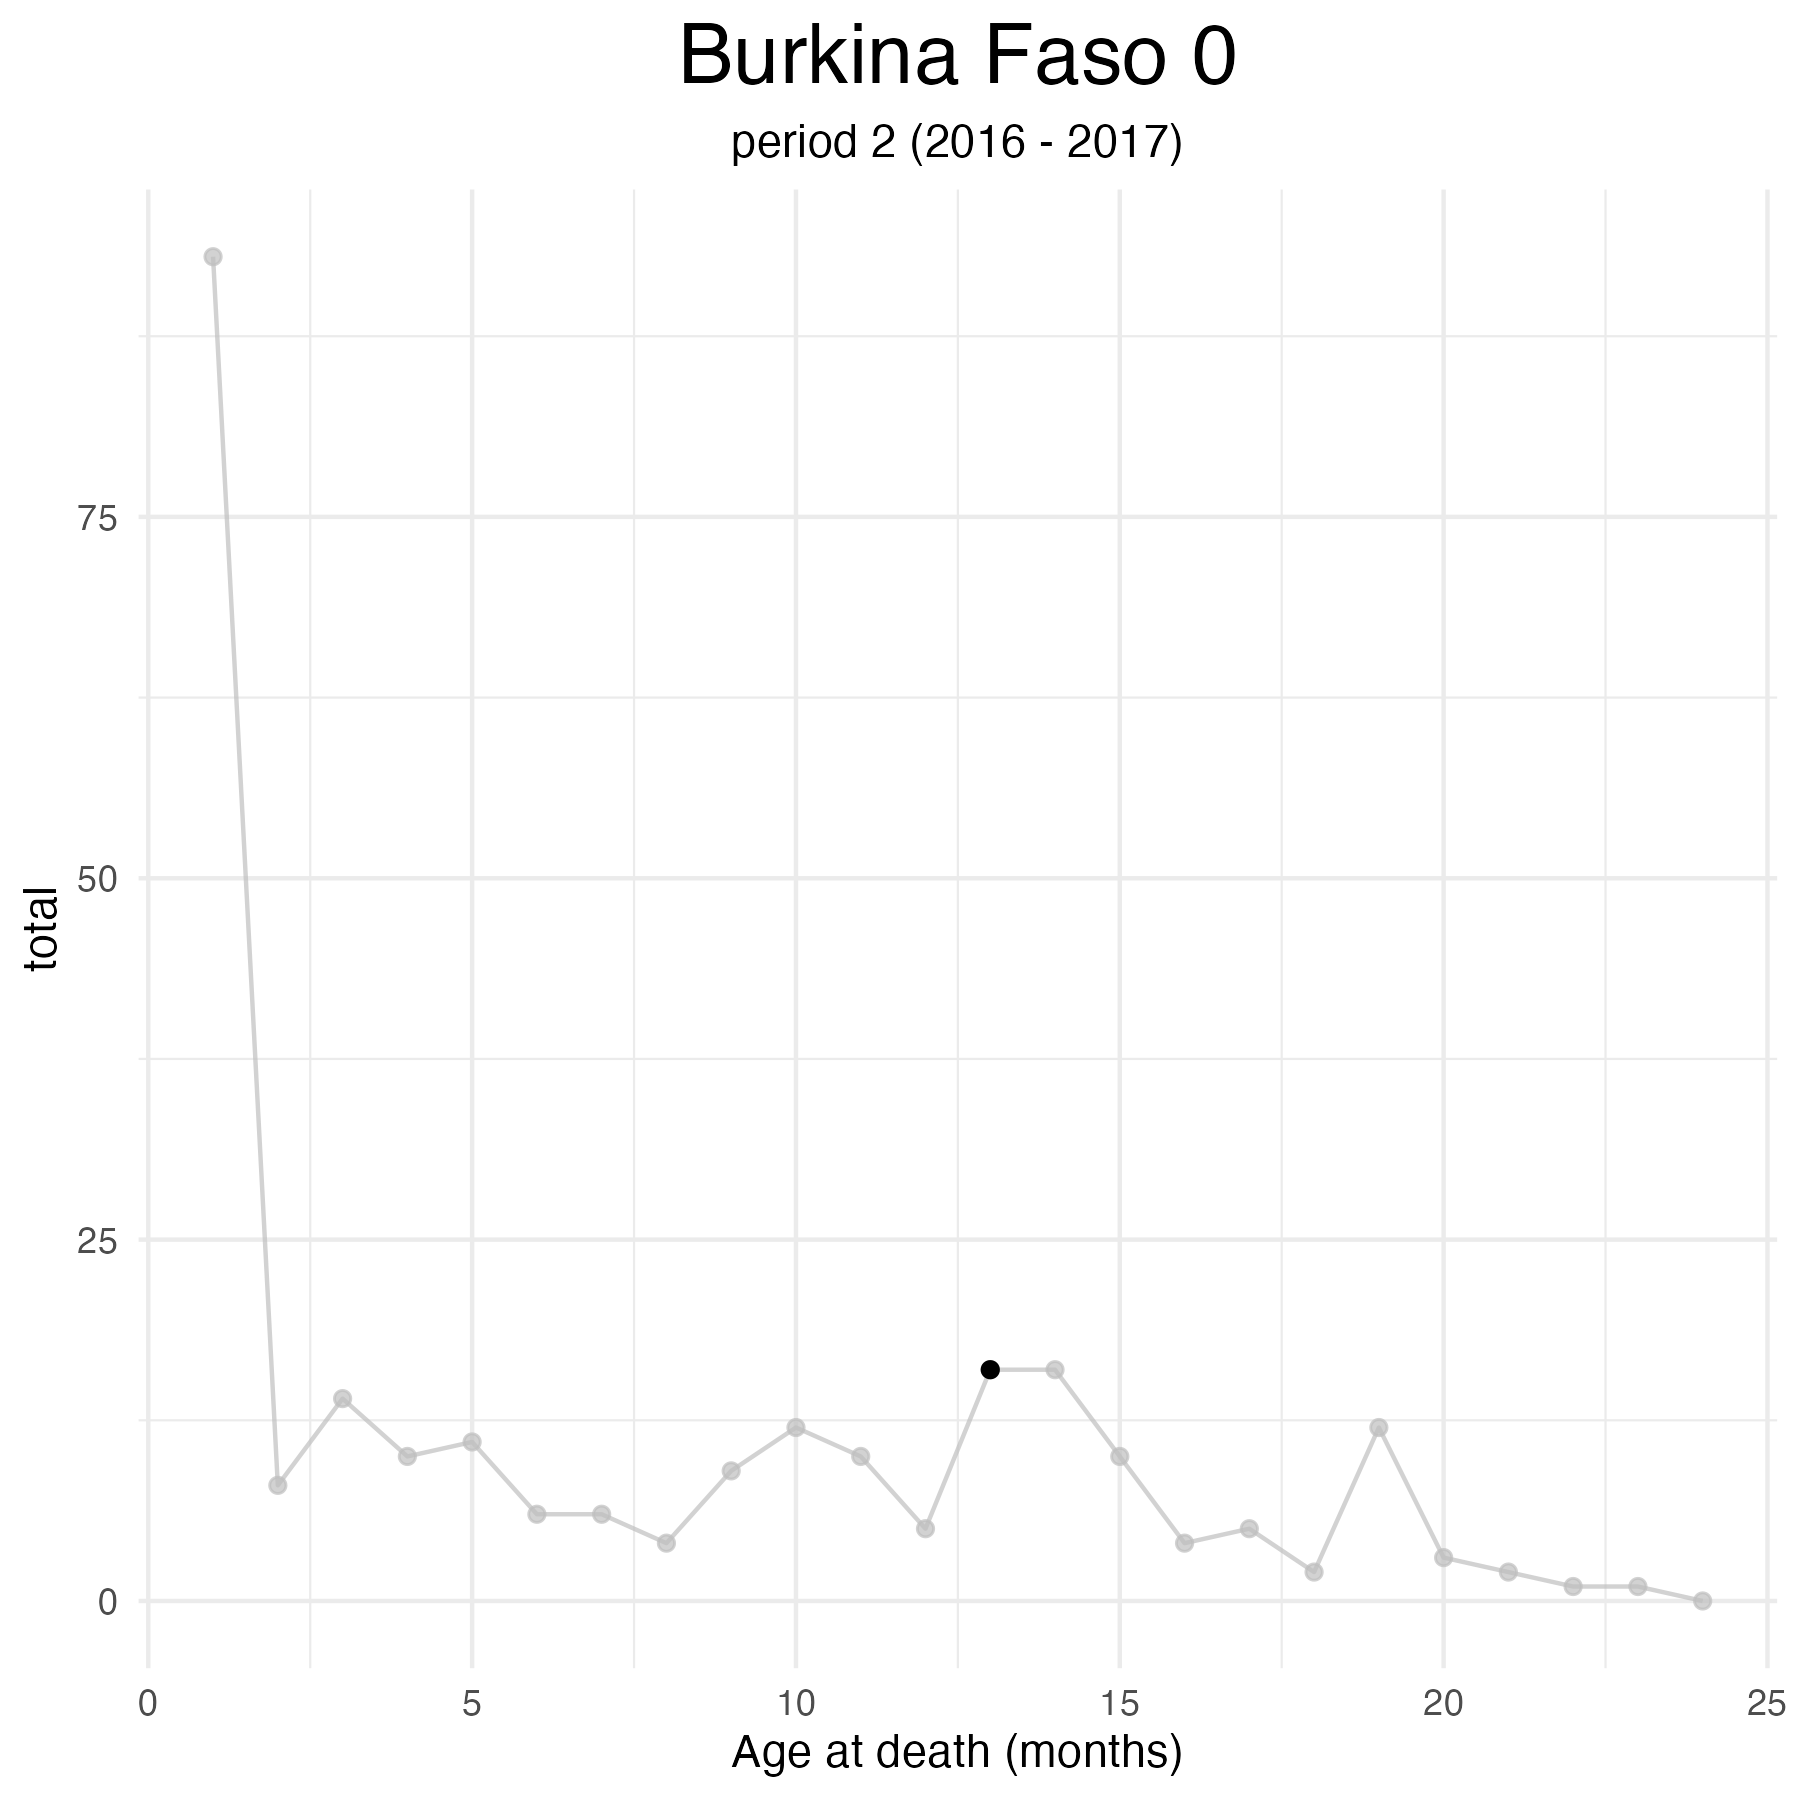 Burkina Faso 0
period 2 (2016 - 2017)
total
75
50
25
0
0 5 10 15 20 25
Age at death (months)